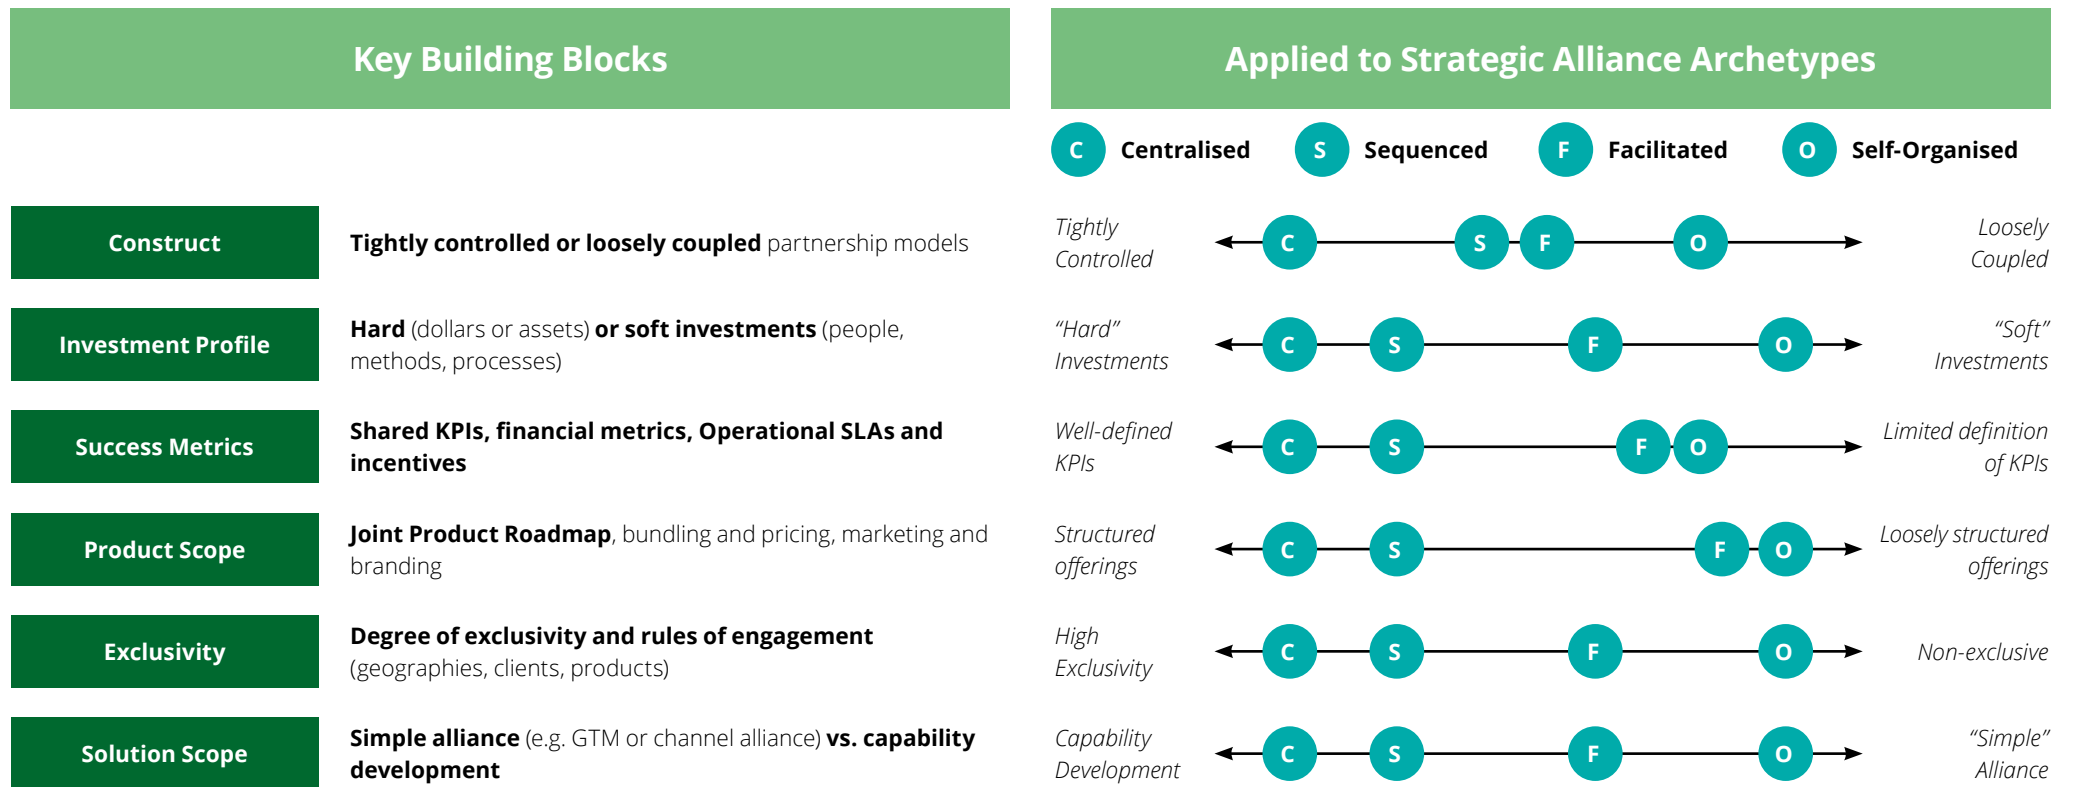 Key Building Blocks
Applied to Strategic Alliance Archetypes
C Centralised S Sequenced F Facilitated O Self-Organised
Construct
Tightly controlled or loosely coupled partnership models
Tightly
Controlled
C S F O
Loosely
Coupled
Investment Profile
Hard (dollars or assets) or soft investments (people,
methods, processes)
“Hard”
Investments
C S F O
“Soft”
Investments
Success Metrics
Shared KPIs, financial metrics, Operational SLAs and
incentives
Well-defined
KPIs
C S F O
Limited definition
of KPIs
Product Scope
Joint Product Roadmap, bundling and pricing, marketing and
branding
Structured
offerings
C S F O
Loosely structured
offerings
Exclusivity
Degree of exclusivity and rules of engagement
(geographies, clients, products)
High
Exclusivity
C S F O
Non-exclusive
Solution Scope
Simple alliance (e.g. GTM or channel alliance) vs. capability
development
Capability
Development
C S F O
“Simple”
Alliance